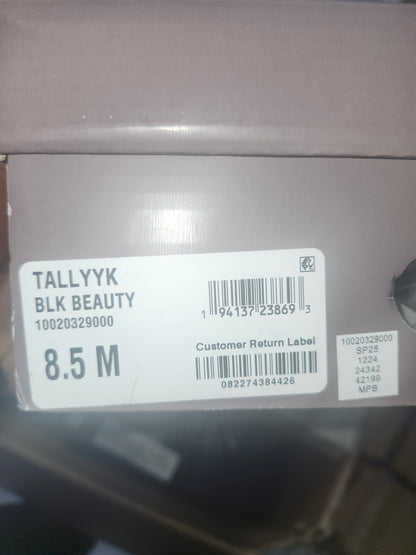 TALLYYK
BLK BEAUTY
10020329000
8.5 M
1 94137 23869 3
Customer Return Label
082274384426
10020329000
SP25
1224
24342
42199
MPB